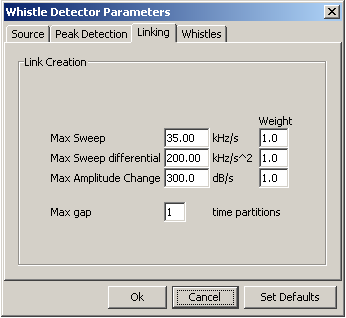 Whistle Detector Parameters
Source Peak Detection Linking Whistles
Link Creation
Weight
Max Sweep 35.00 kHz/s 1.0
Max Sweep differential 200.00 kHz/s^2 1.0
Max Amplitude Change 300.0 dB/s 1.0
Max gap 1 time partitions
Ok Cancel Set Defaults